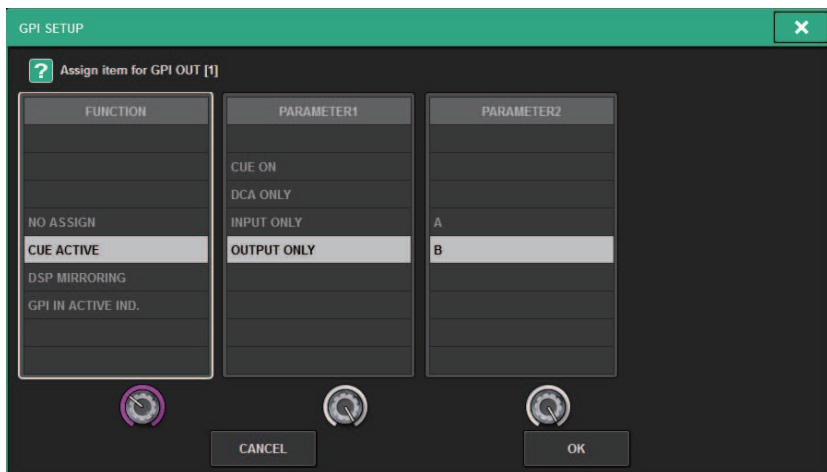 GPI SETUP
×
? Assign item for GPI OUT [1]
FUNCTION PARAMETER1 PARAMETER2
CUE ON
DCA ONLY
NO ASSIGN INPUT ONLY A
CUE ACTIVE OUTPUT ONLY B
DSP MIRRORING
GPI IN ACTIVE IND.
CANCEL OK